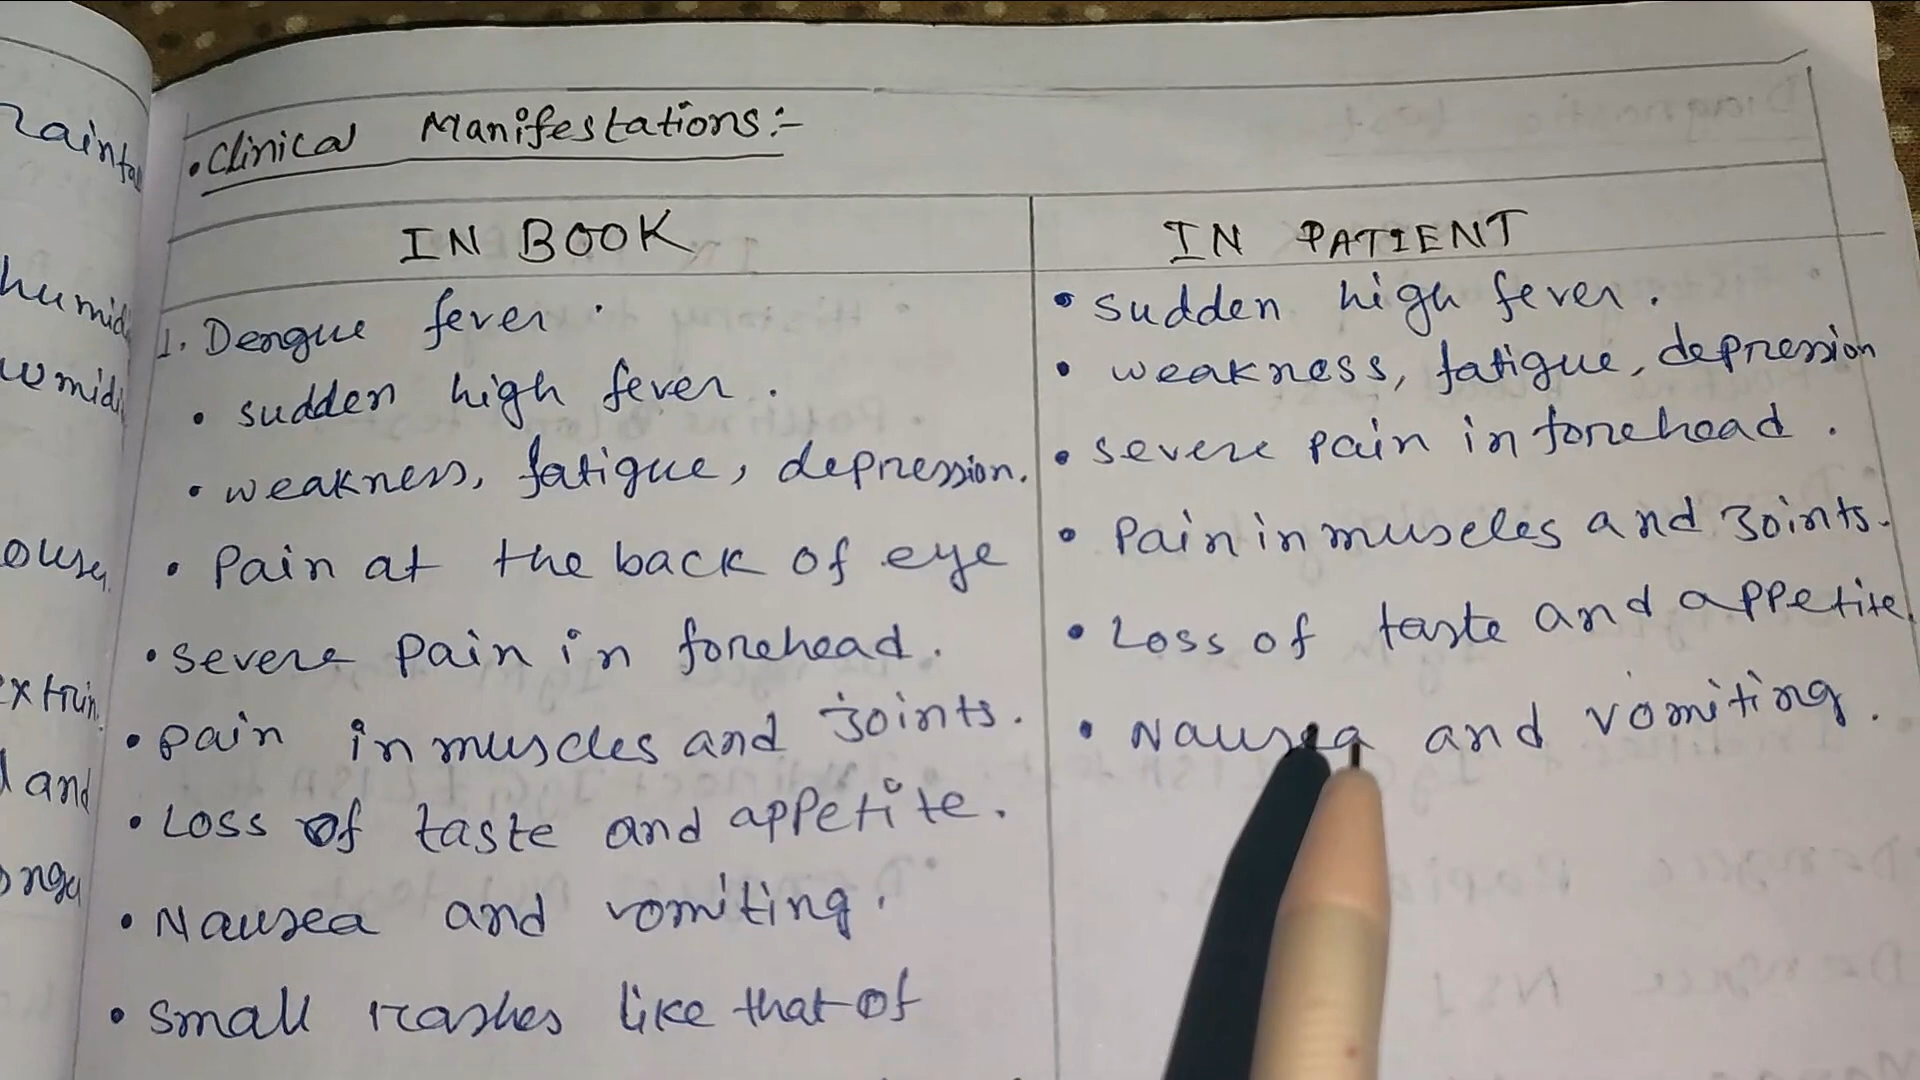 • Clinical Manifestations:-
IN BOOK
1. Dengue fever.
• sudden high fever.
• weakness, fatigue, depression.
• Pain at the back of eye
• severe pain in forehead.
• pain in muscles and Joints.
• Loss of taste and appetite.
• Nausea and vomiting.
• small rashes like that of
IN PATIENT
• sudden high fever.
• weakness, fatigue, depression
• severe pain in forehead.
• Pain in muscles and Joints.
• Loss of taste and appetite.
• Nausea and vomiting.
and